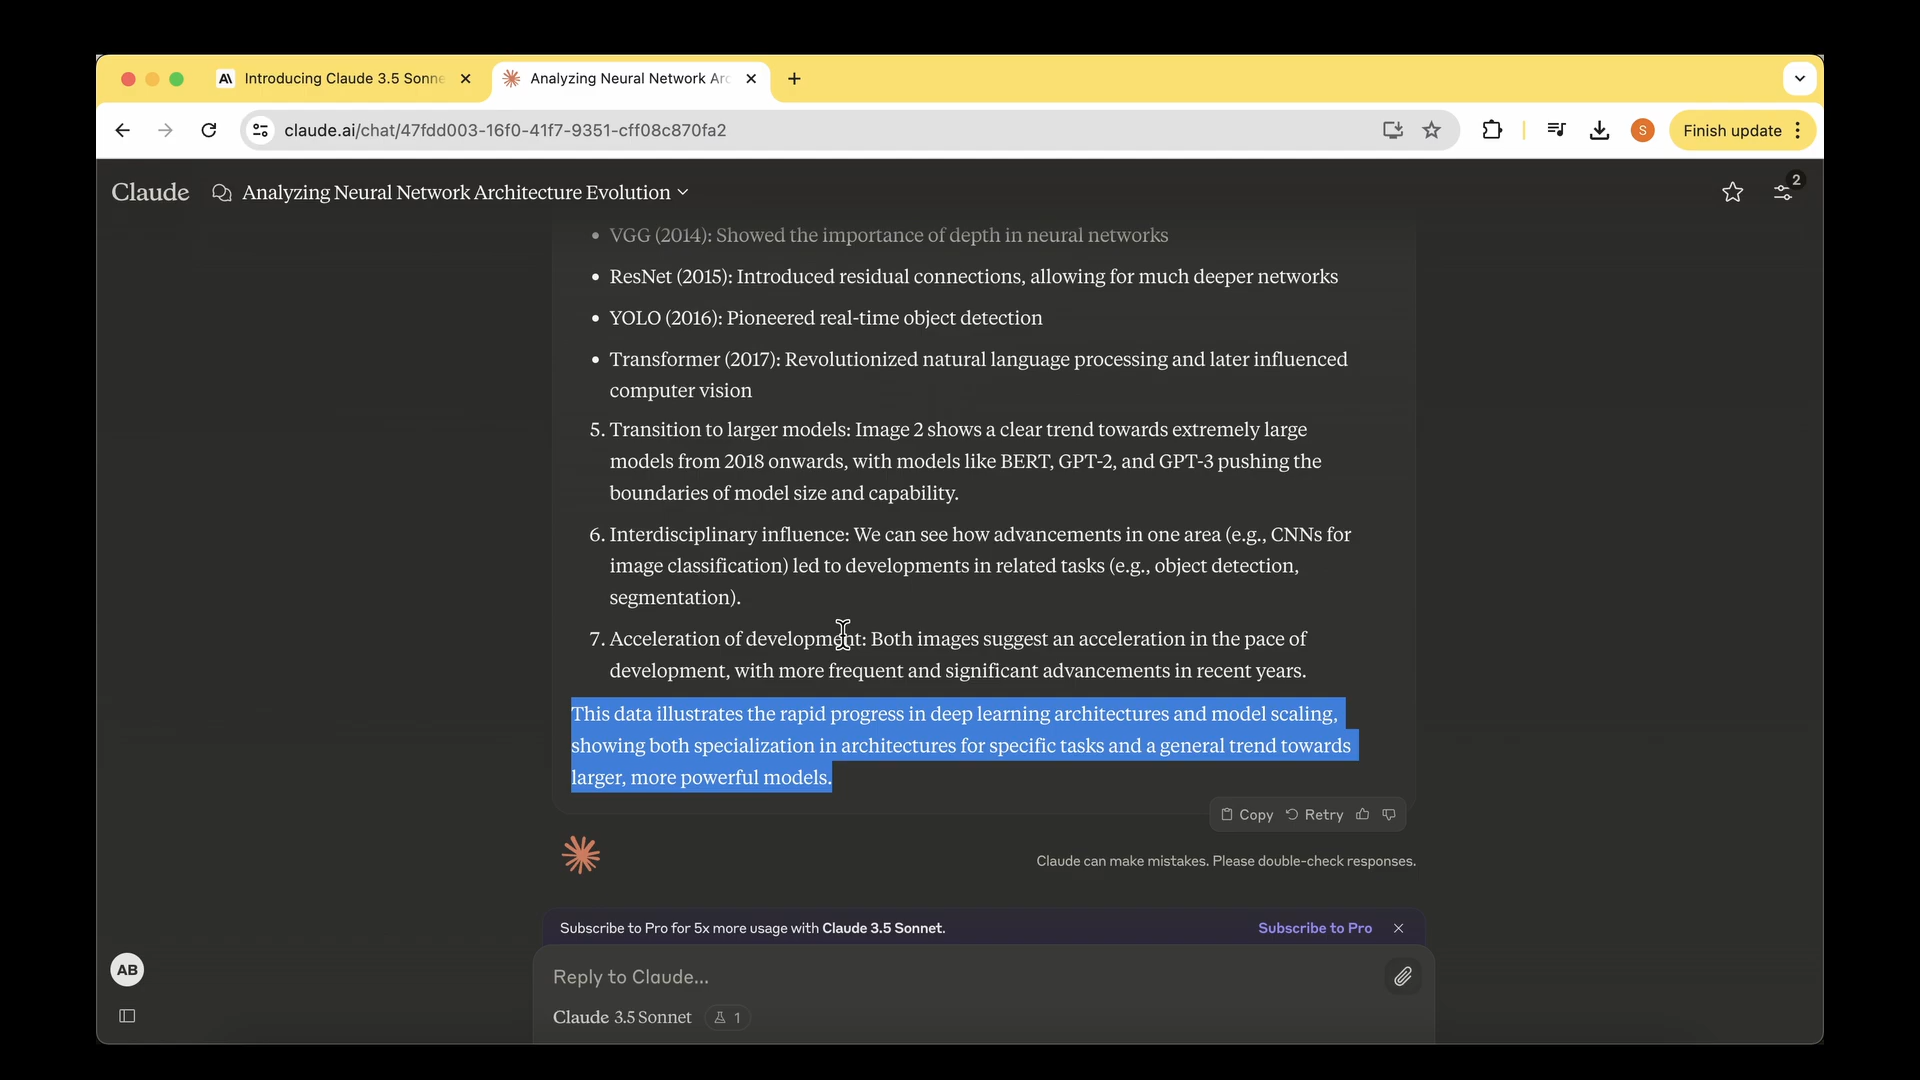 Introducing Claude 3.5 Sonne
Analyzing Neural Network Arc
claude.ai/chat/47fdd003-16f0-41f7-9351-cff08c870fa2
S
Finish update
Claude
Analyzing Neural Network Architecture Evolution
2
• VGG (2014): Showed the importance of depth in neural networks
• ResNet (2015): Introduced residual connections, allowing for much deeper networks
• YOLO (2016): Pioneered real-time object detection
• Transformer (2017): Revolutionized natural language processing and later influenced
computer vision
5. Transition to larger models: Image 2 shows a clear trend towards extremely large
models from 2018 onwards, with models like BERT, GPT-2, and GPT-3 pushing the
boundaries of model size and capability.
6. Interdisciplinary influence: We can see how advancements in one area (e.g., CNNs for
image classification) led to developments in related tasks (e.g., object detection,
segmentation).
7. Acceleration of development: Both images suggest an acceleration in the pace of
development, with more frequent and significant advancements in recent years.
This data illustrates the rapid progress in deep learning architectures and model scaling,
showing both specialization in architectures for specific tasks and a general trend towards
larger, more powerful models.
Copy Retry
Claude can make mistakes. Please double-check responses.
Subscribe to Pro for 5x more usage with Claude 3.5 Sonnet.
Subscribe to Pro
AB
Reply to Claude...
Claude 3.5 Sonnet
1